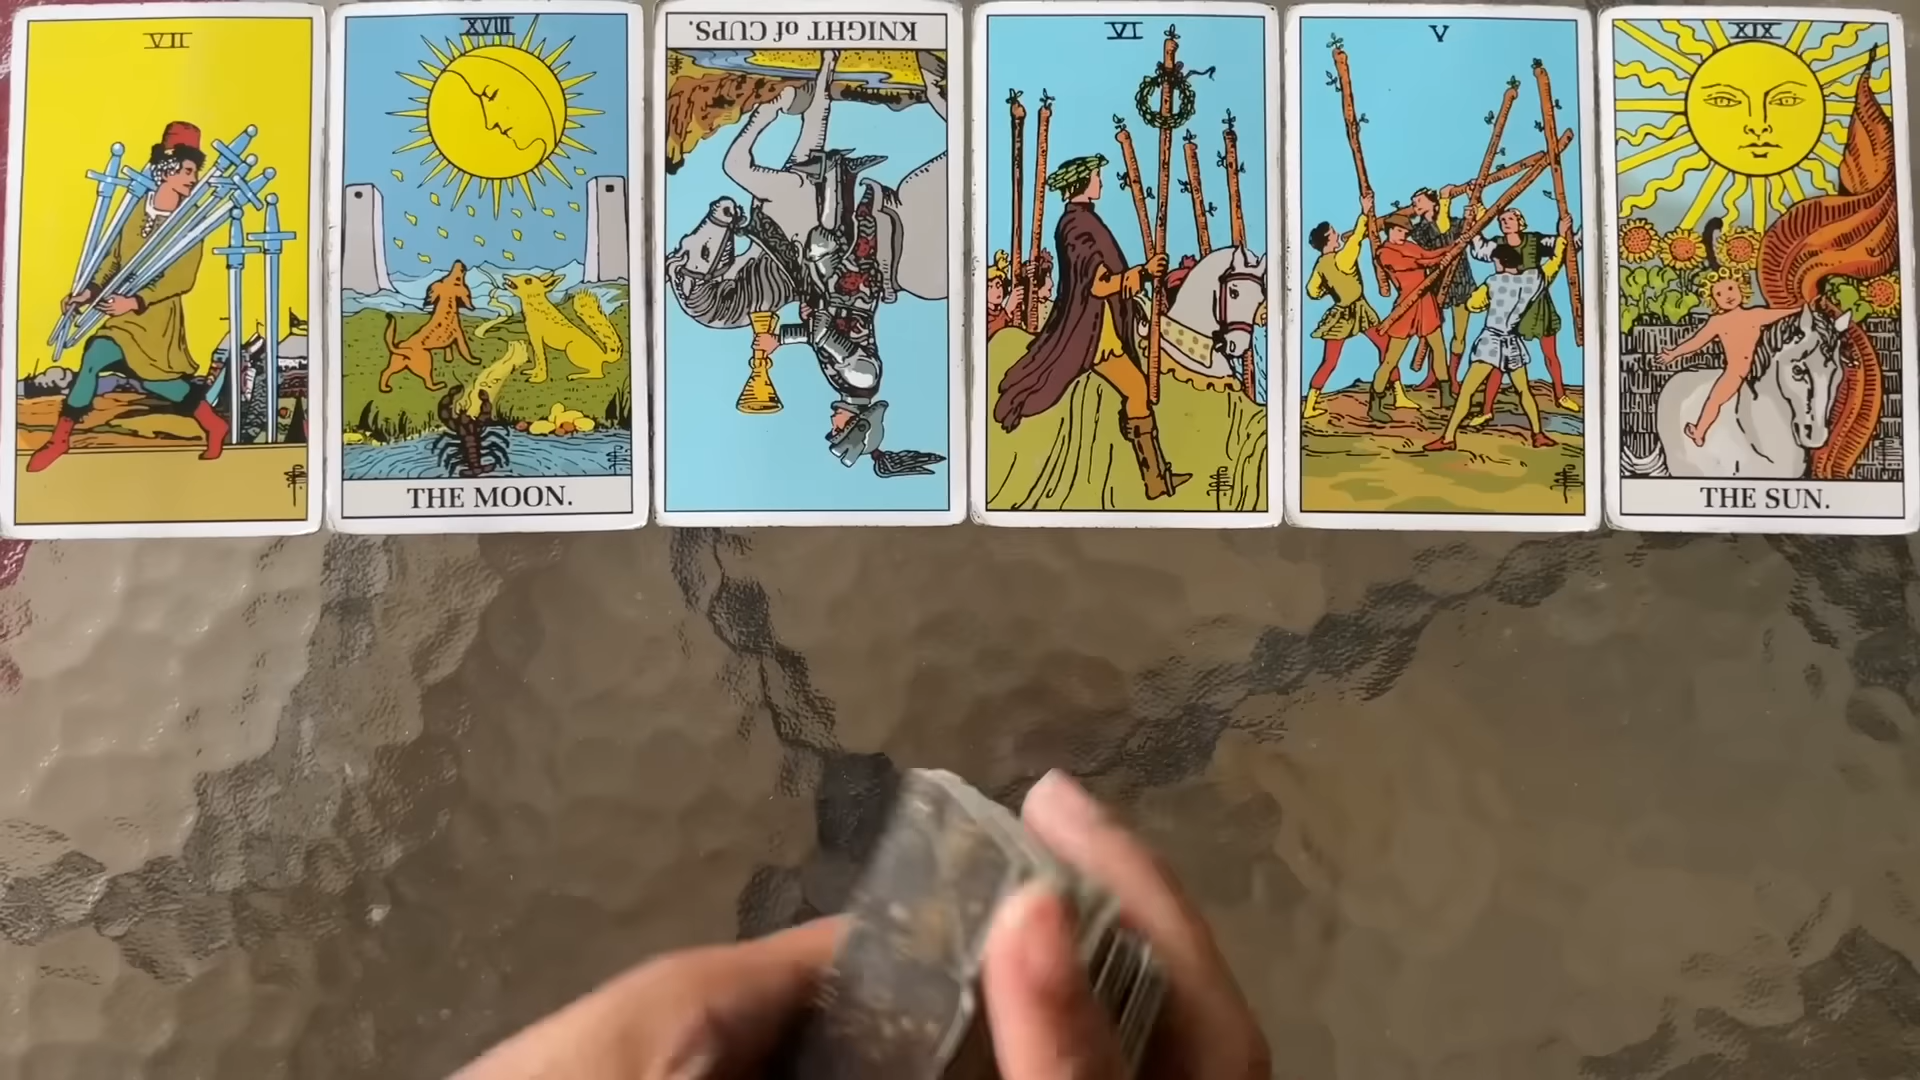 VII
XVIII
THE MOON.
KNIGHT of CUPS.
VI
V
XIX
THE SUN.